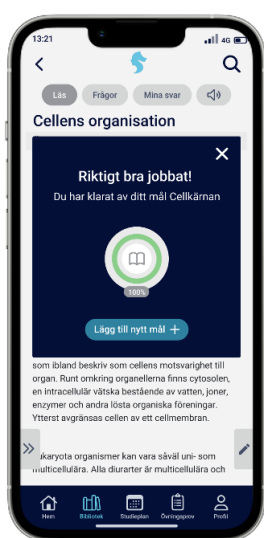 13:21
4G
Läs
Frågor
Mina svar
Cellens organisation
Riktigt bra jobbat!
Du har klarat av ditt mål Cellkärnan
100%
Lägg till nytt mål +
som ibland beskriv som cellens motsvarighet till
organ. Runt omkring organellerna finns cytosolen,
en intracellulär vätska bestående av vatten, joner,
enzymer och andra lösta organiska föreningar.
Ytterst avgränsas cellen av ett cellmembran.
ukaryota organismer kan vara såväl uni- som
multicellulära. Alla djurarter är multicellulära och
Hem
Bibliotek
Studieplan
Övningsprov
Profil